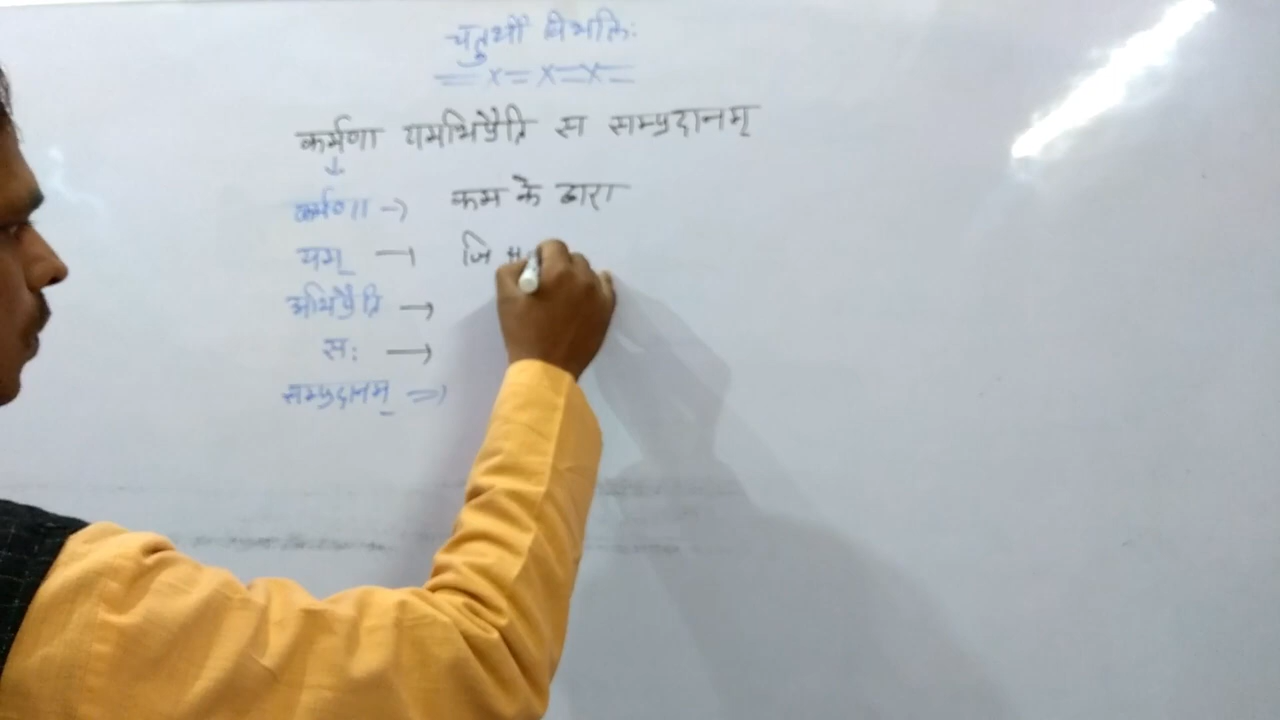 चतुर्थी विभक्तिः
= x = x = x =
कर्मणा यमभिप्रैति स सम्प्रदानम्
↓
कर्मणा → कर्म के द्वारा
यम् → जि
अभिप्रैति →
सः →
सम्प्रदानम् ⇒